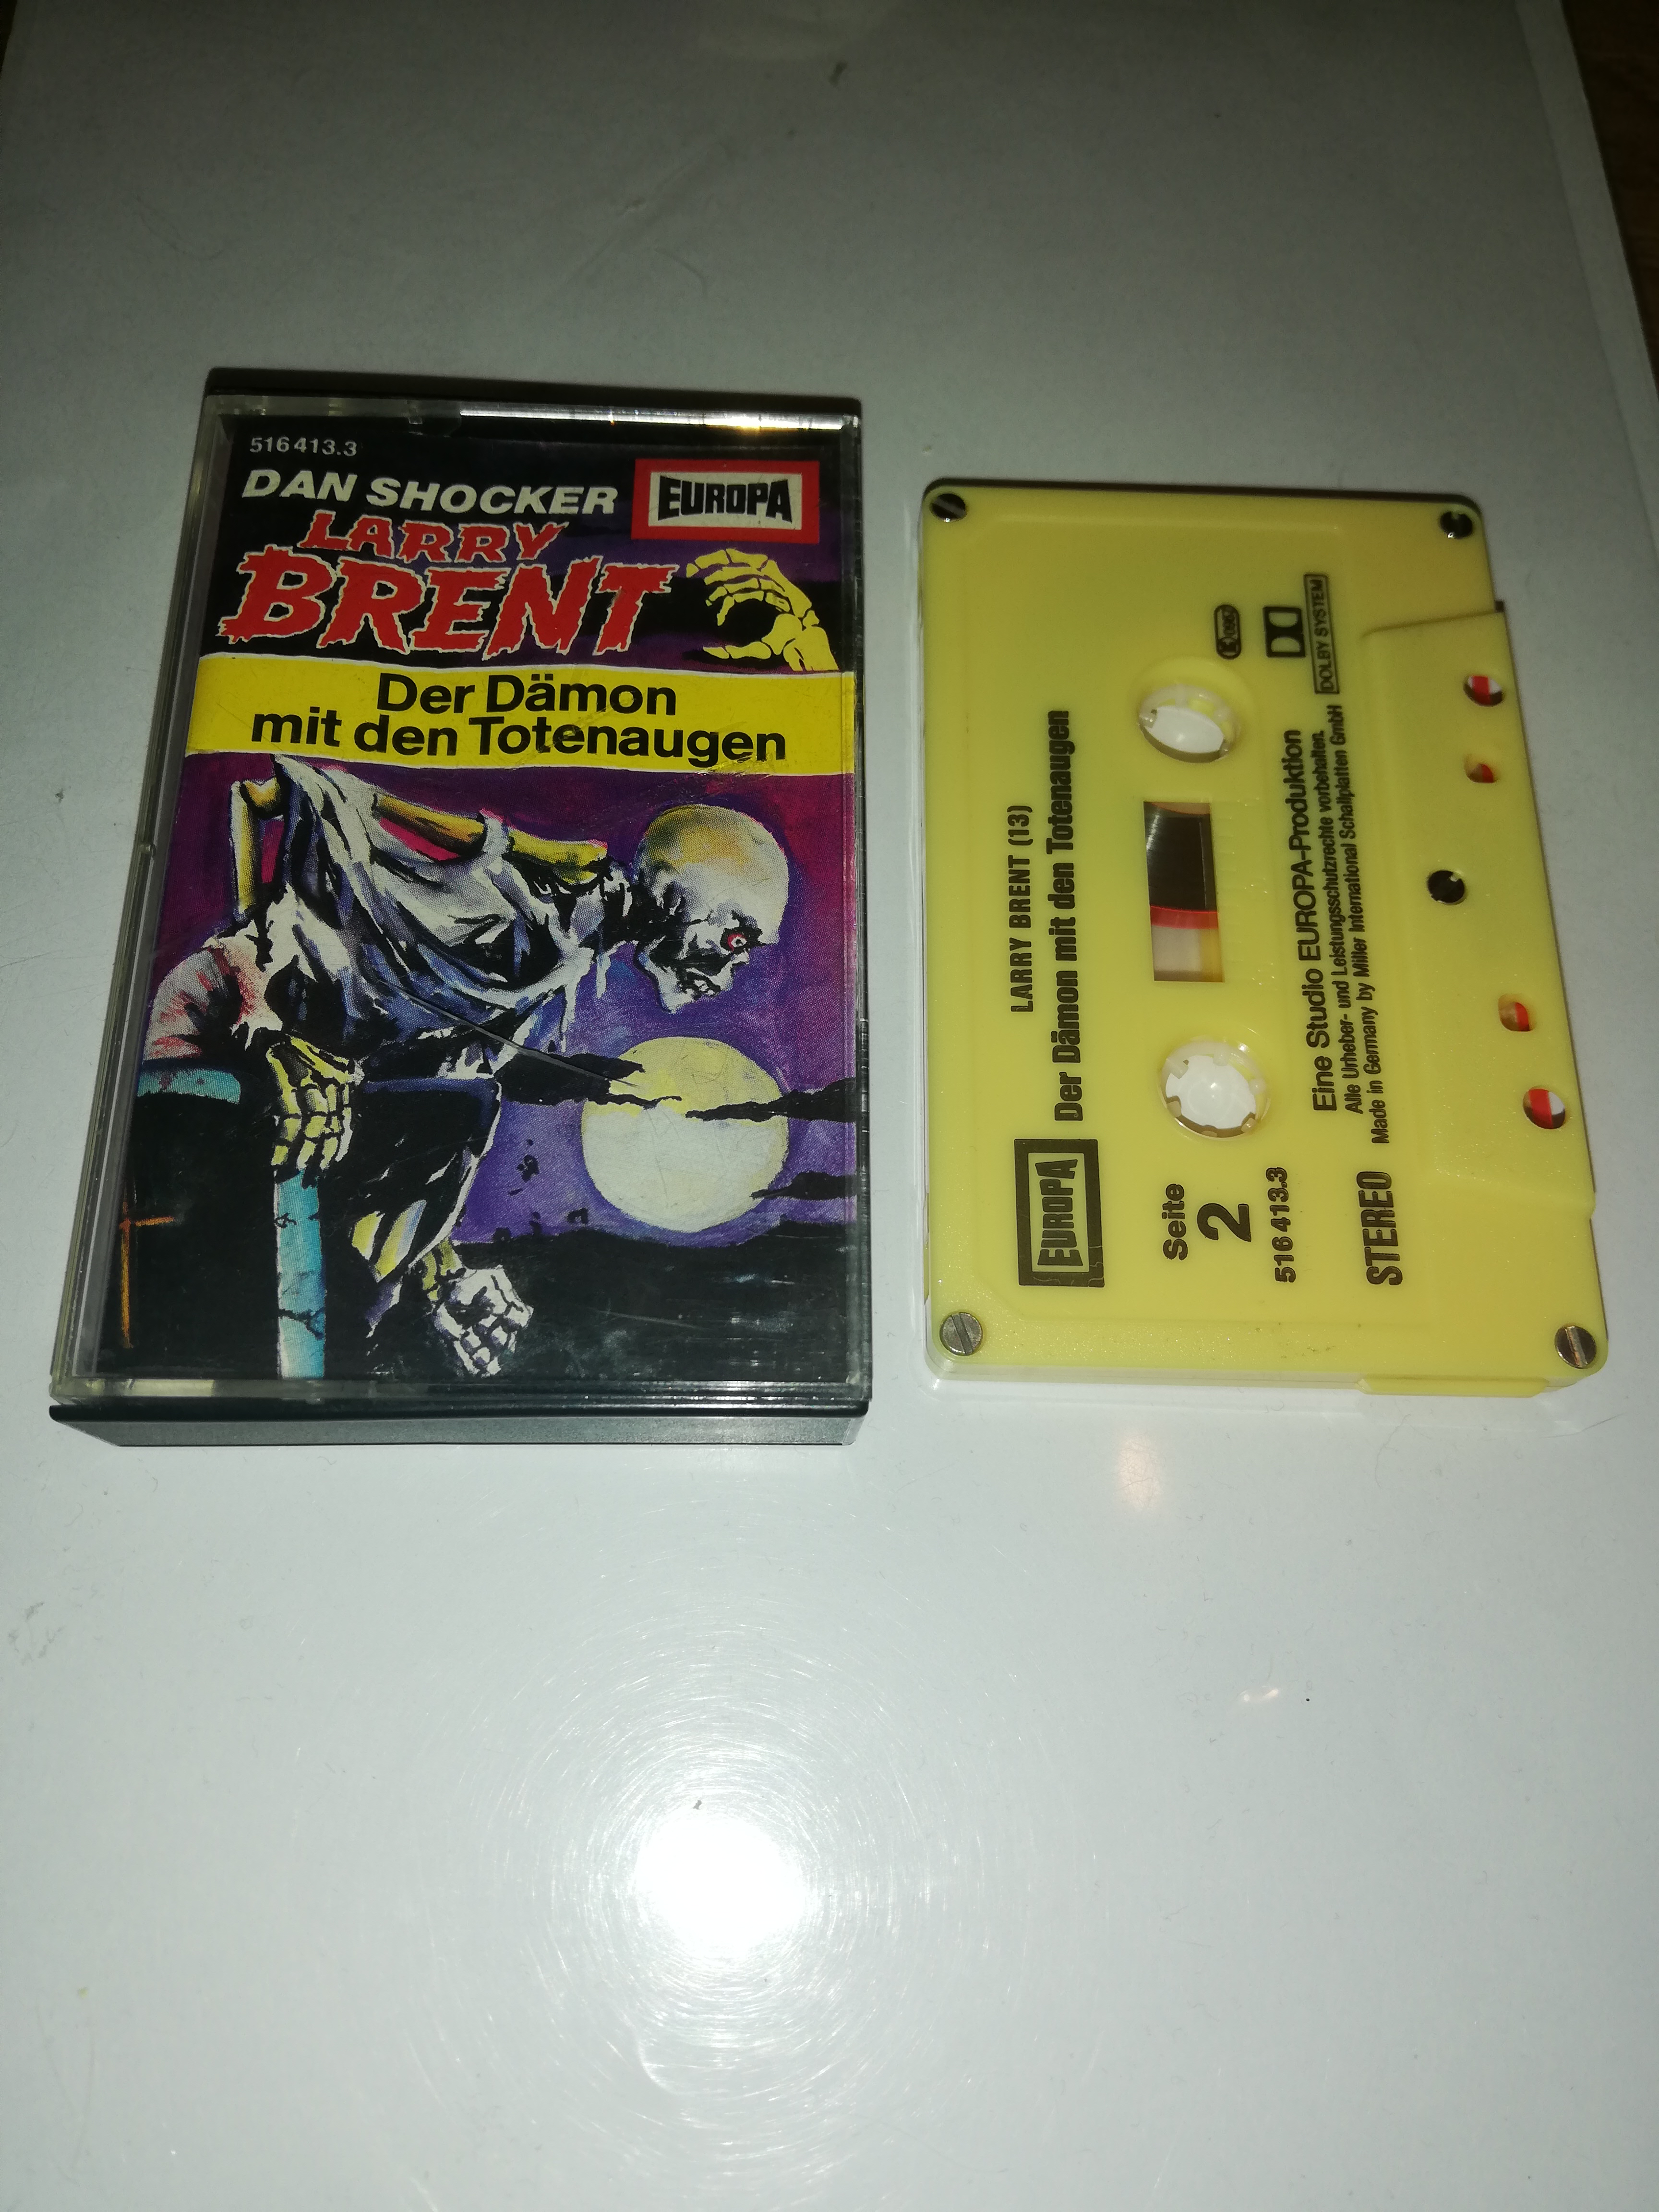 516 413.3
DAN SHOCKER
EUROPA
LARRY
BRENT
Der Dämon
mit den Totenaugen
LARRY BRENT (13)
Der Dämon mit den Totenaugen
EUROPA
Seite
2
516 413.3
STEREO
Eine Studio EUROPA-Produktion
Alle Urheber- und Leistungsschutzrechte vorbehalten.
Made in Germany by Miller International Schallplatten GmbH
DOLBY SYSTEM